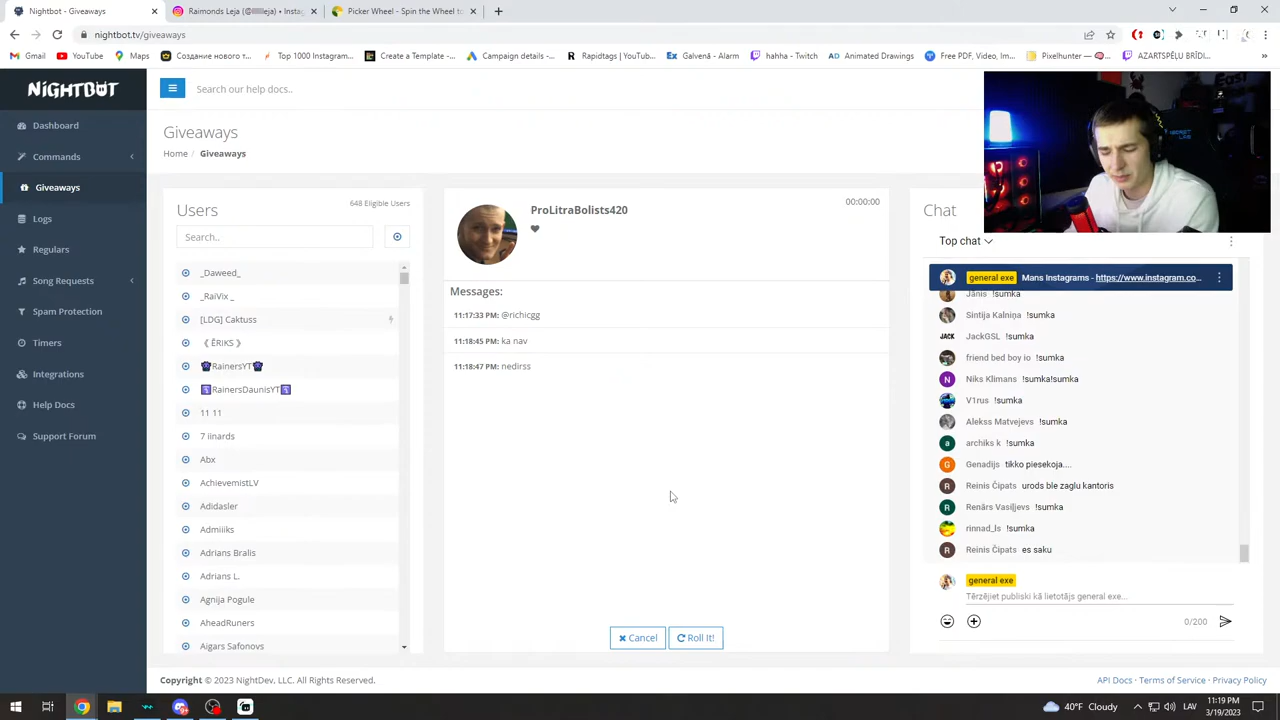 Nightbot - Giveaways
Raimonds Leja
Instag
Picker Wheel - Spin the Wheel to
nightbot.tv/giveaways
Gmail
YouTube
Maps
Создание нового т...
Top 1000 Instagram...
Create a Template -...
Campaign details -...
Rapidtags | YouTub...
Galvenā - Alarm
hahha - Twitch
Animated Drawings
Free PDF, Video, Im...
Pixelhunter —
AZARTSPĒĻU BRĪDI...
NiGHTBOT
Search our help docs..
Dashboard
Commands
Giveaways
Logs
Regulars
Song Requests
Spam Protection
Timers
Integrations
Help Docs
Support Forum
Giveaways
Home / Giveaways
Users
648 Eligible Users
Search..
_Daweed_
_RaiVix _
[LDG] Caktuss
《 ĒRIKS 》
RainersYT
RainersDaunisYT
11 11
7 iinards
Abx
AchievemistLV
Adidasler
Admiiiks
Adrians Bralis
Adrians L.
Agnija Pogule
AheadRuners
Aigars Safonovs
ProLitraBolists420
00:00:00
Messages:
11:17:33 PM: @richicgg
11:18:45 PM: ka nav
11:18:47 PM: nedirss
Cancel
Roll It!
Chat
Top chat
general exe Mans Instagrams - https://www.instagram.co...
Jānis !sumka
Sintija Kalniņa !sumka
JackGSL !sumka
friend bed boy io !sumka
Niks Klimans !sumka!sumka
V1rus !sumka
Alekss Matvejevs !sumka
archiks k !sumka
Genadijs tikko piesekoja....
Reinis Čipats urods ble zaglu kantoris
Renārs Vasiļjevs !sumka
rinnad_ls !sumka
Reinis Čipats es saku
general exe
Tērzējiet publiski kā lietotājs general exe...
0/200
Copyright © 2023 NightDev, LLC. All Rights Reserved.
API Docs - Terms of Service - Privacy Policy
40°F Cloudy
LAV
11:19 PM
3/19/2023